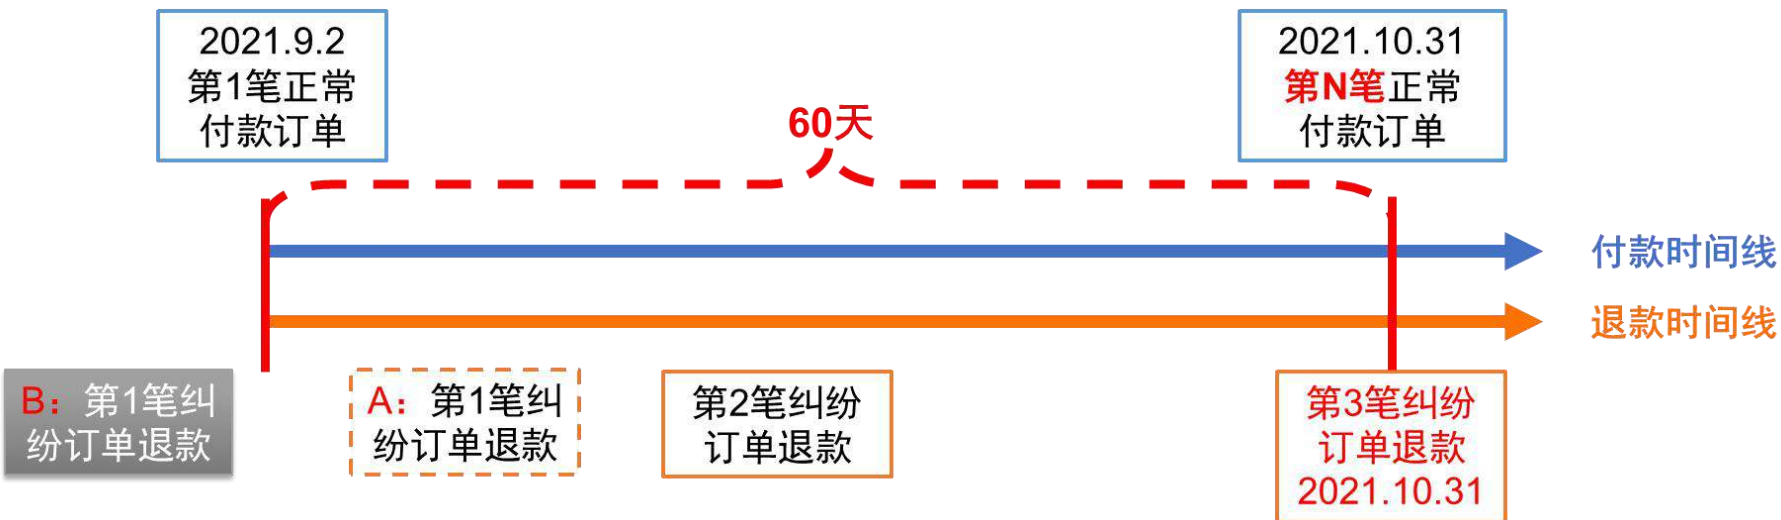 2021.9.2
第1笔正常
付款订单
2021.10.31
第N笔正常
付款订单
60天
付款时间线
退款时间线
B：第1笔纠
纷订单退款
A：第1笔纠
纷订单退款
第2笔纠纷
订单退款
第3笔纠纷
订单退款
2021.10.31